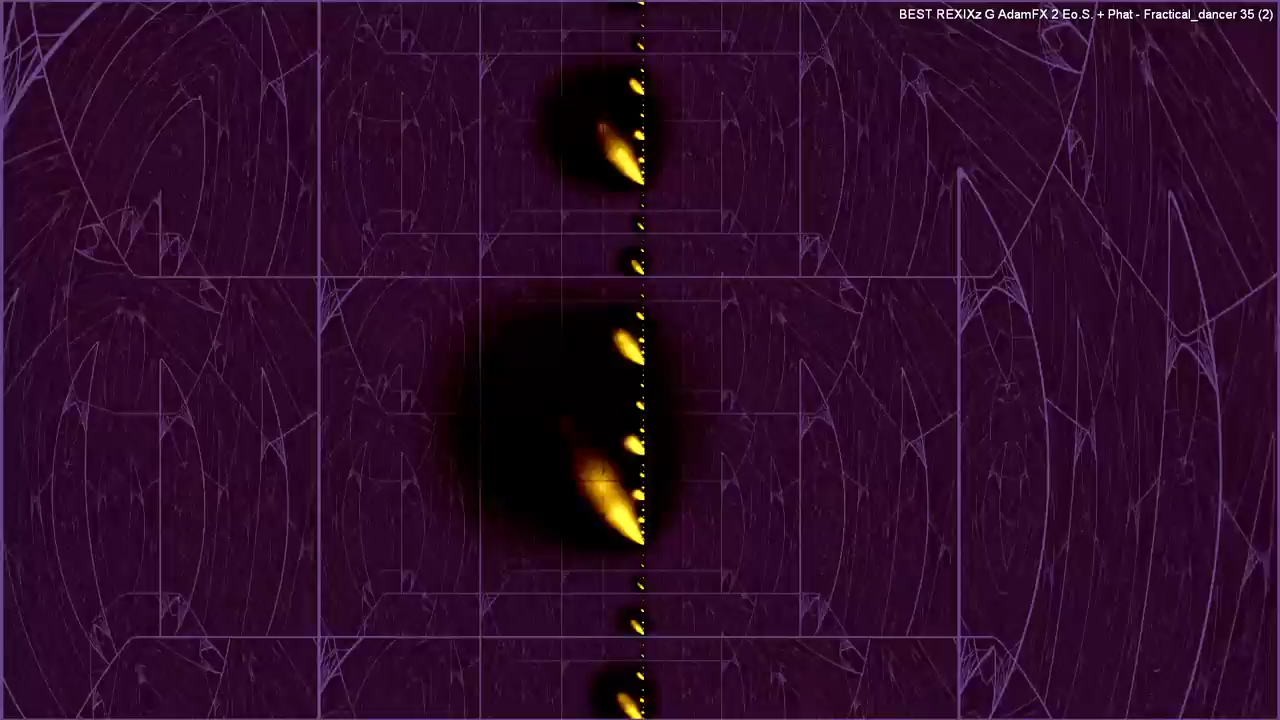 BEST REXIXz G AdamFX 2 Eo.S. + Phat - Fractical_dancer 35 (2)